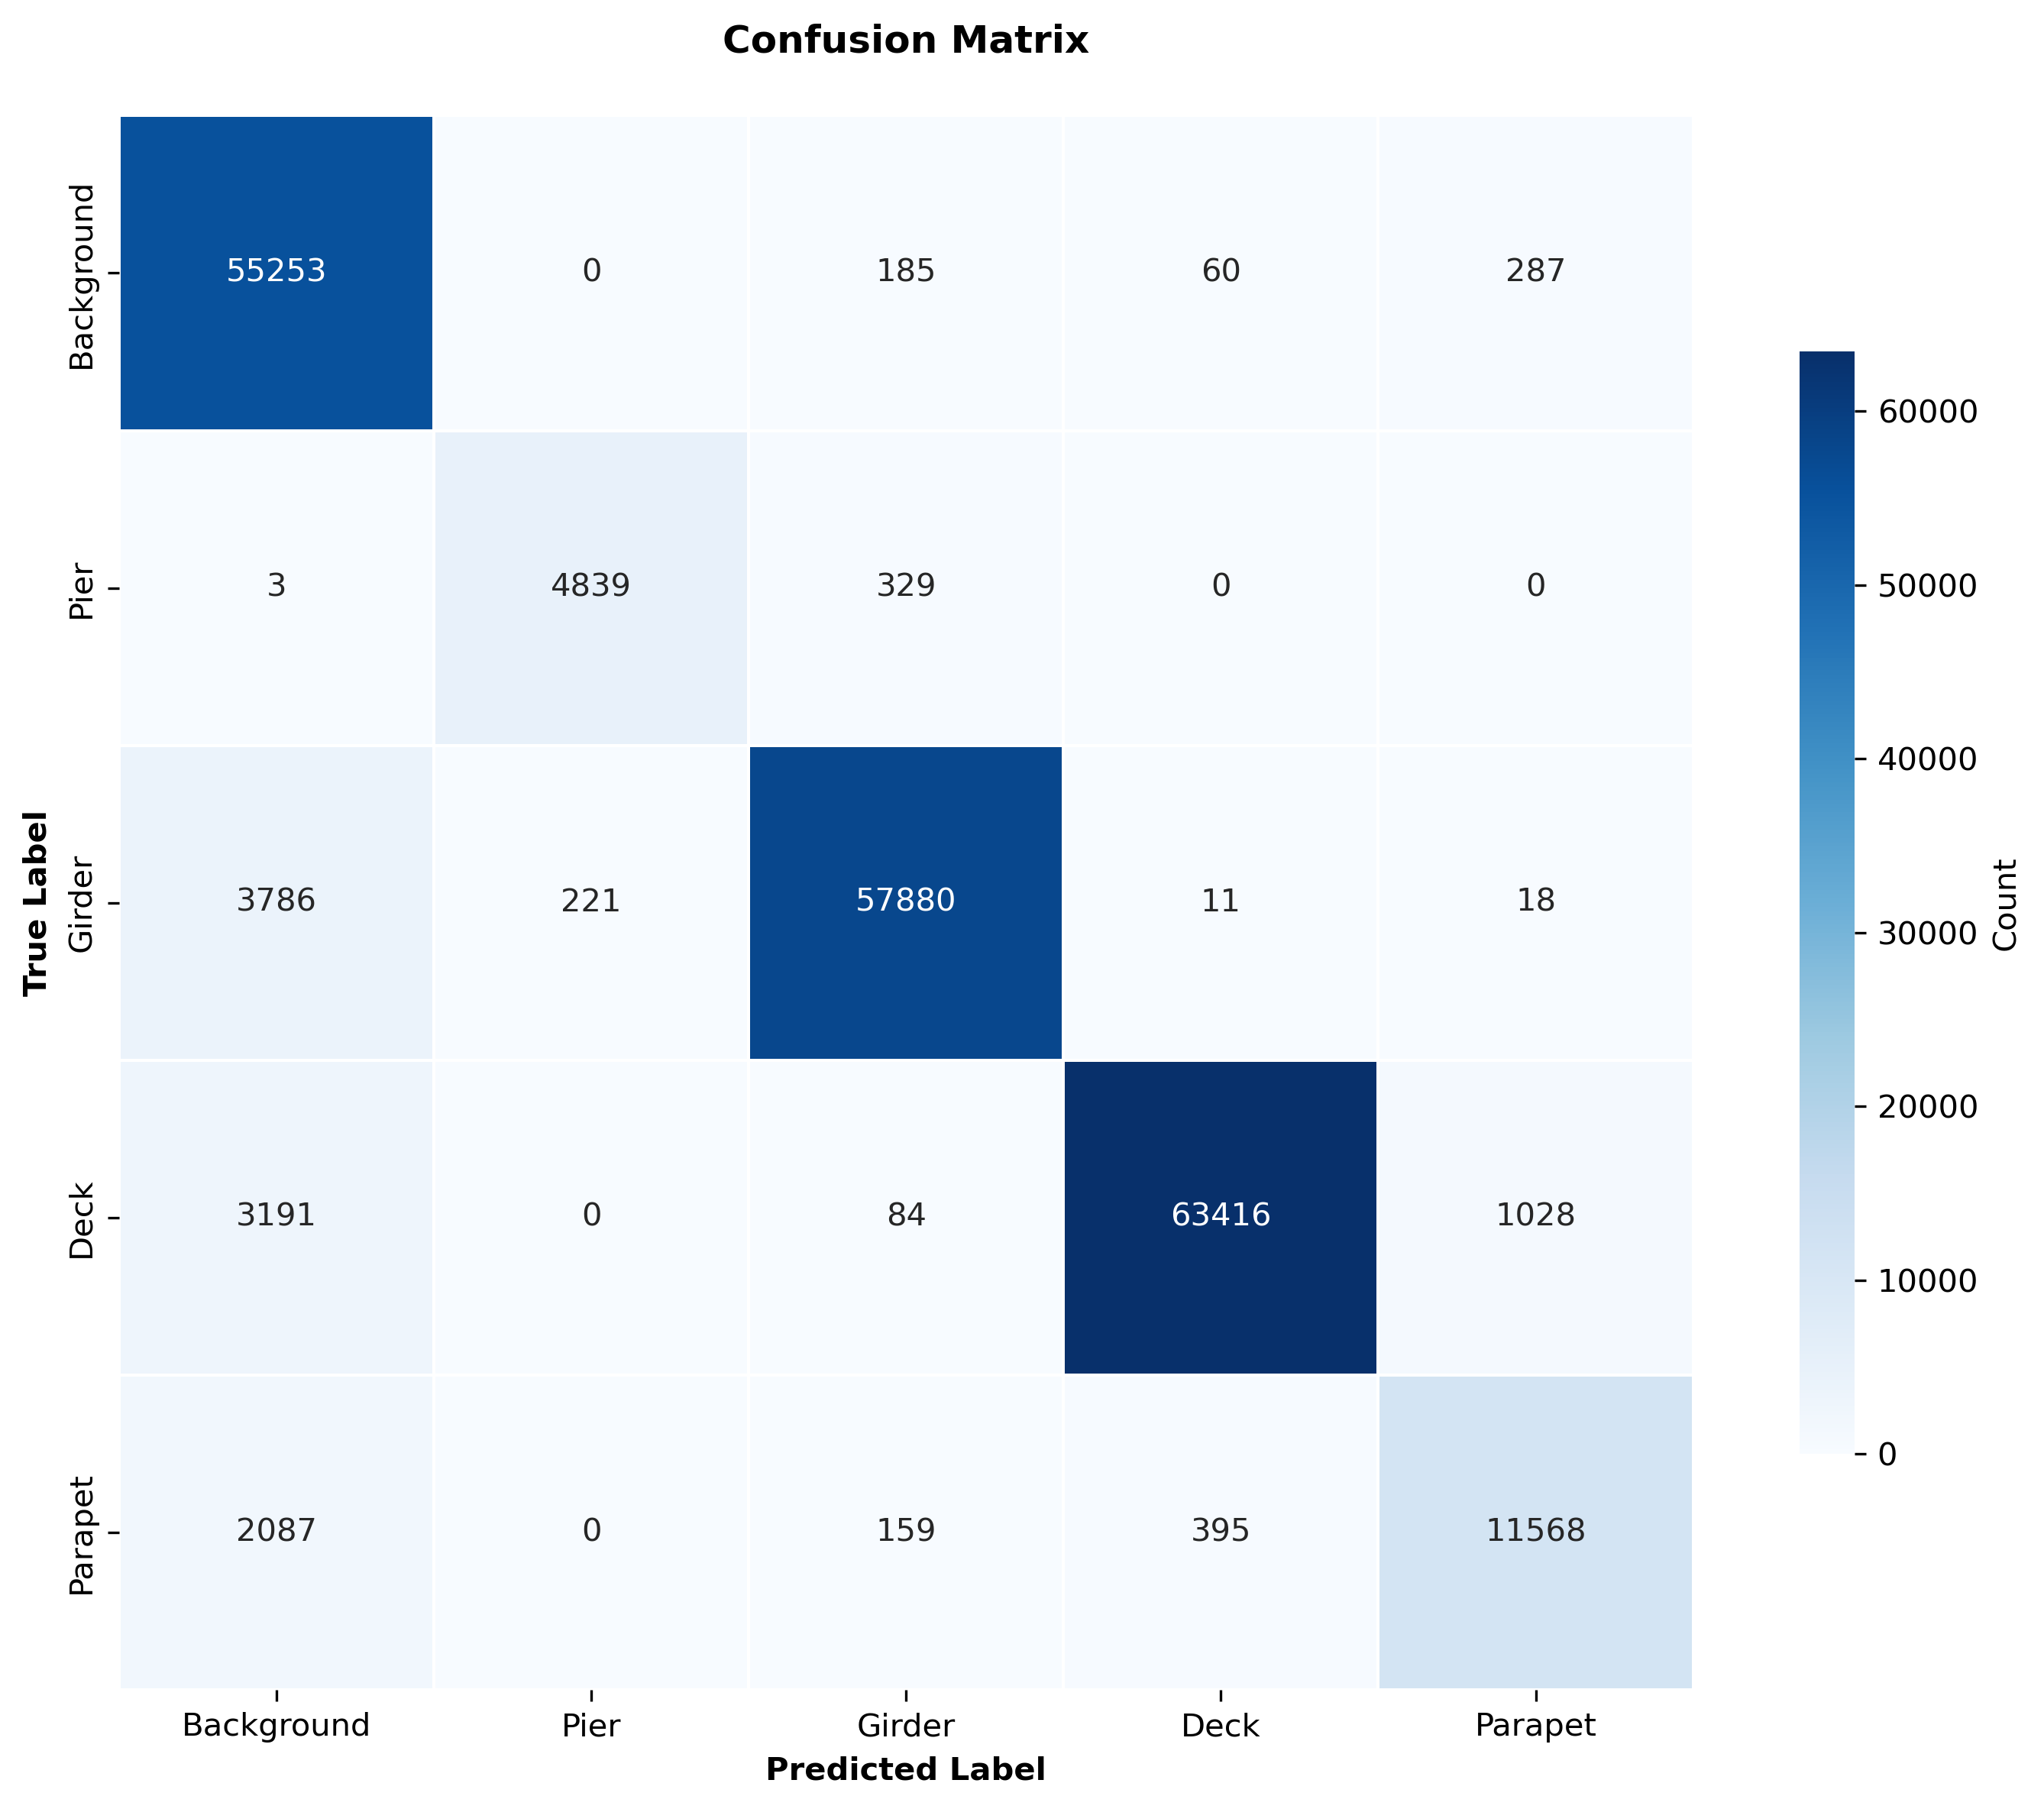 Confusion Matrix
Background
55253 0 185 60 287
Pier
3 4839 329 0 0
Girder
3786 221 57880 11 18
Deck
3191 0 84 63416 1028
Parapet
2087 0 159 395 11568
True Label
Background Pier Girder Deck Parapet
Predicted Label
60000
50000
40000
30000
20000
10000
0
Count